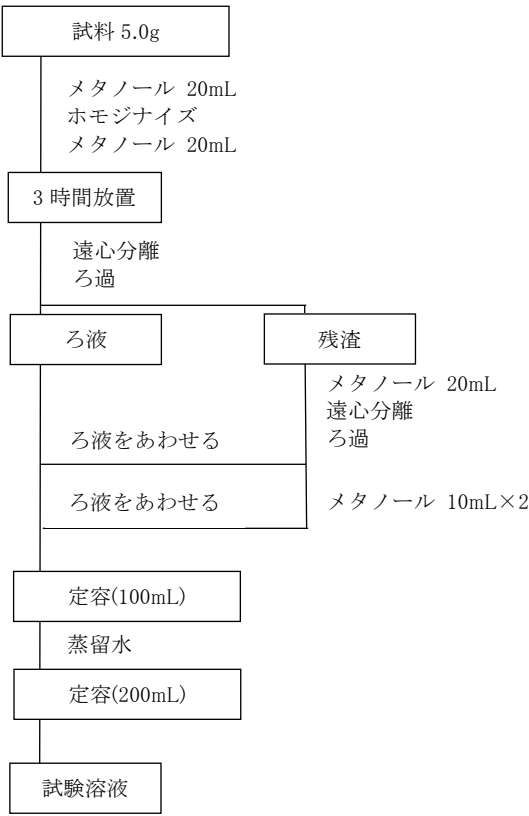 試料 5.0g
メタノール 20mL
ホモジナイズ
メタノール 20mL
3 時間放置
遠心分離
ろ過
ろ液
残渣
メタノール 20mL
遠心分離
ろ過
ろ液をあわせる
ろ液をあわせる
メタノール 10mL×2
定容(100mL)
蒸留水
定容(200mL)
試験溶液